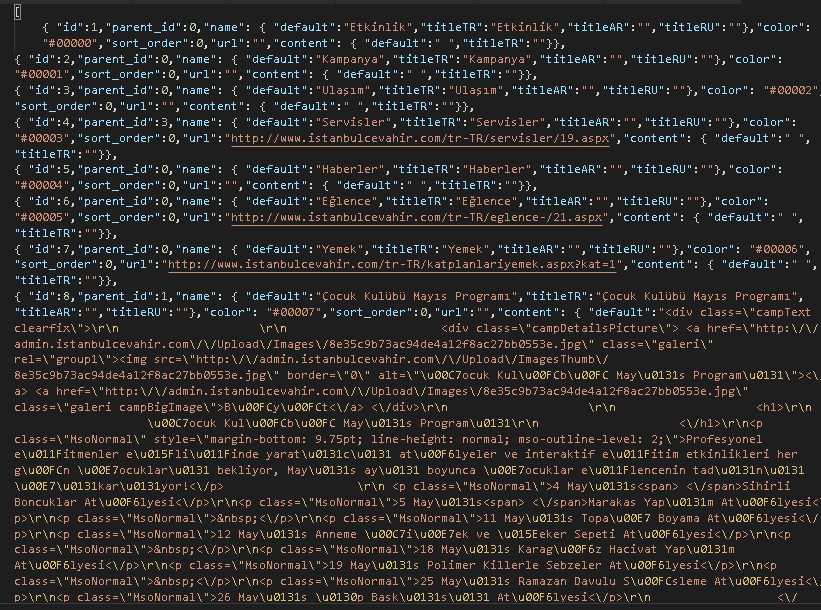 [
{ "id":1,"parent_id":0,"name": { "default":"Etkinlik","titleTR":"Etkinlik","titleAR":"","titleRU":""},"color":
"#00000","sort_order":0,"url":"","content": { "default":" ","titleTR":""}},
{ "id":2,"parent_id":0,"name": { "default":"Kampanya","titleTR":"Kampanya","titleAR":"","titleRU":""},"color":
"#00001","sort_order":0,"url":"","content": { "default":" ","titleTR":""}},
{ "id":3,"parent_id":0,"name": { "default":"Ulaşım","titleTR":"Ulaşım","titleAR":"","titleRU":""},"color": "#00002",
"sort_order":0,"url":"","content": { "default":" ","titleTR":""}},
{ "id":4,"parent_id":3,"name": { "default":"Servisler","titleTR":"Servisler","titleAR":"","titleRU":""},"color":
"#00003","sort_order":0,"url":"http://www.istanbulcevahir.com/tr-TR/servisler/19.aspx","content": { "default":" ",
"titleTR":""}},
{ "id":5,"parent_id":0,"name": { "default":"Haberler","titleTR":"Haberler","titleAR":"","titleRU":""},"color":
"#00004","sort_order":0,"url":"","content": { "default":" ","titleTR":""}},
{ "id":6,"parent_id":0,"name": { "default":"Eğlence","titleTR":"Eğlence","titleAR":"","titleRU":""},"color":
"#00005","sort_order":0,"url":"http://www.istanbulcevahir.com/tr-TR/eglence-/21.aspx","content": { "default":" ",
"titleTR":""}},
{ "id":7,"parent_id":0,"name": { "default":"Yemek","titleTR":"Yemek","titleAR":"","titleRU":""},"color": "#00006",
"sort_order":0,"url":"http://www.istanbulcevahir.com/tr-TR/katplanlariyemek.aspx?kat=1","content": { "default":" ",
"titleTR":""}},
{ "id":8,"parent_id":1,"name": { "default":"Çocuk Kulübü Mayıs Programı","titleTR":"Çocuk Kulübü Mayıs Programı",
"titleAR":"","titleRU":""},"color": "#00007","sort_order":0,"url":"","content": { "default":"<div class=\"campText
clearfix\">\r\n \r\n <div class=\"campDetailsPicture\"> <a href=\"http:\/\/
admin.istanbulcevahir.com\/\/Upload\/Images\/8e35c9b73ac94de4a12f8ac27bb0553e.jpg\" class=\"galeri\"
rel=\"group1\"><img src=\"http:\/\/admin.istanbulcevahir.com\/\/Upload\/ImagesThumb\/
8e35c9b73ac94de4a12f8ac27bb0553e.jpg\" border=\"0\" alt=\"\u00C7ocuk Kul\u00FCb\u00FC May\u0131s Program\u0131\"><\/
a> <a href=\"http:\/\/admin.istanbulcevahir.com\/\/Upload\/Images\/8e35c9b73ac94de4a12f8ac27bb0553e.jpg\"
class=\"galeri campBigImage\">B\u00FCy\u00FCt<\/a> <\/div>\r\n \r\n <h1>\r\n
\u00C7ocuk Kul\u00FCb\u00FC May\u0131s Program\u0131\r\n <\/h1>\r\n<p
class=\"MsoNormal\" style=\"margin-bottom: 9.75pt; line-height: normal; mso-outline-level: 2;\">Profesyonel
e\u011Fitmenler e\u015Fli\u011Finde yarat\u0131c\u0131 at\u00F6lyeler ve interaktif e\u011Fitim etkinlikleri her
g\u00FCn \u00E7ocuklar\u0131 bekliyor, May\u0131s ay\u0131 boyunca \u00E7ocuklar e\u011Flencenin tad\u0131n\u0131
\u00E7\u0131kar\u0131yor!<\/p> \r\n <p class=\"MsoNormal\">4 May\u0131s<span> <\/span>Sihirli
Boncuklar At\u00F6lyesi<\/p>\r\n<p class=\"MsoNormal\">5 May\u0131s<span> <\/span>Marakas Yap\u0131m At\u00F6lyesi<\/
p>\r\n<p class=\"MsoNormal\">&nbsp;<\/p>\r\n<p class=\"MsoNormal\">11 May\u0131s Topa\u00E7 Boyama At\u00F6lyesi<\/
p>\r\n<p class=\"MsoNormal\">12 May\u0131s Anneme \u00C7i\u00E7ek ve \u015Eeker Sepeti At\u00F6lyesi<\/p>\r\n<p
class=\"MsoNormal\">&nbsp;<\/p>\r\n<p class=\"MsoNormal\">18 May\u0131s Karag\u00F6z Hacivat Yap\u0131m
At\u00F6lyesi<\/p>\r\n<p class=\"MsoNormal\">19 May\u0131s Polimer Killerle Sebzeler At\u00F6lyesi<\/p>\r\n<p
class=\"MsoNormal\">&nbsp;<\/p>\r\n<p class=\"MsoNormal\">25 May\u0131s Ramazan Davulu S\u00FCsleme At\u00F6lyesi<\/
p>\r\n<p class=\"MsoNormal\">26 May\u0131s \u0130p Bask\u0131s\u0131 At\u00F6lyesi<\/p>\r\n <\/